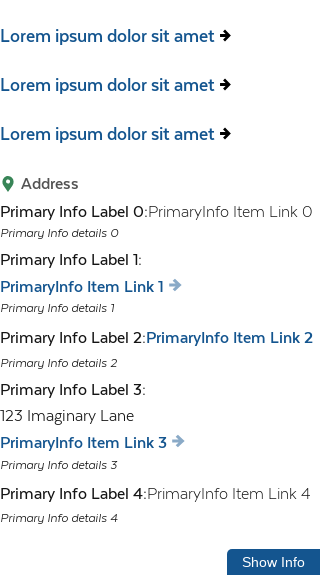 Lorem ipsum dolor sit amet
Lorem ipsum dolor sit amet
Lorem ipsum dolor sit amet
Address
Primary Info Label 0:PrimaryInfo Item Link 0
Primary Info details 0
Primary Info Label 1:
PrimaryInfo Item Link 1
Primary Info details 1
Primary Info Label 2:PrimaryInfo Item Link 2
Primary Info details 2
Primary Info Label 3:
123 Imaginary Lane
PrimaryInfo Item Link 3
Primary Info details 3
Primary Info Label 4:PrimaryInfo Item Link 4
Primary Info details 4
Show Info